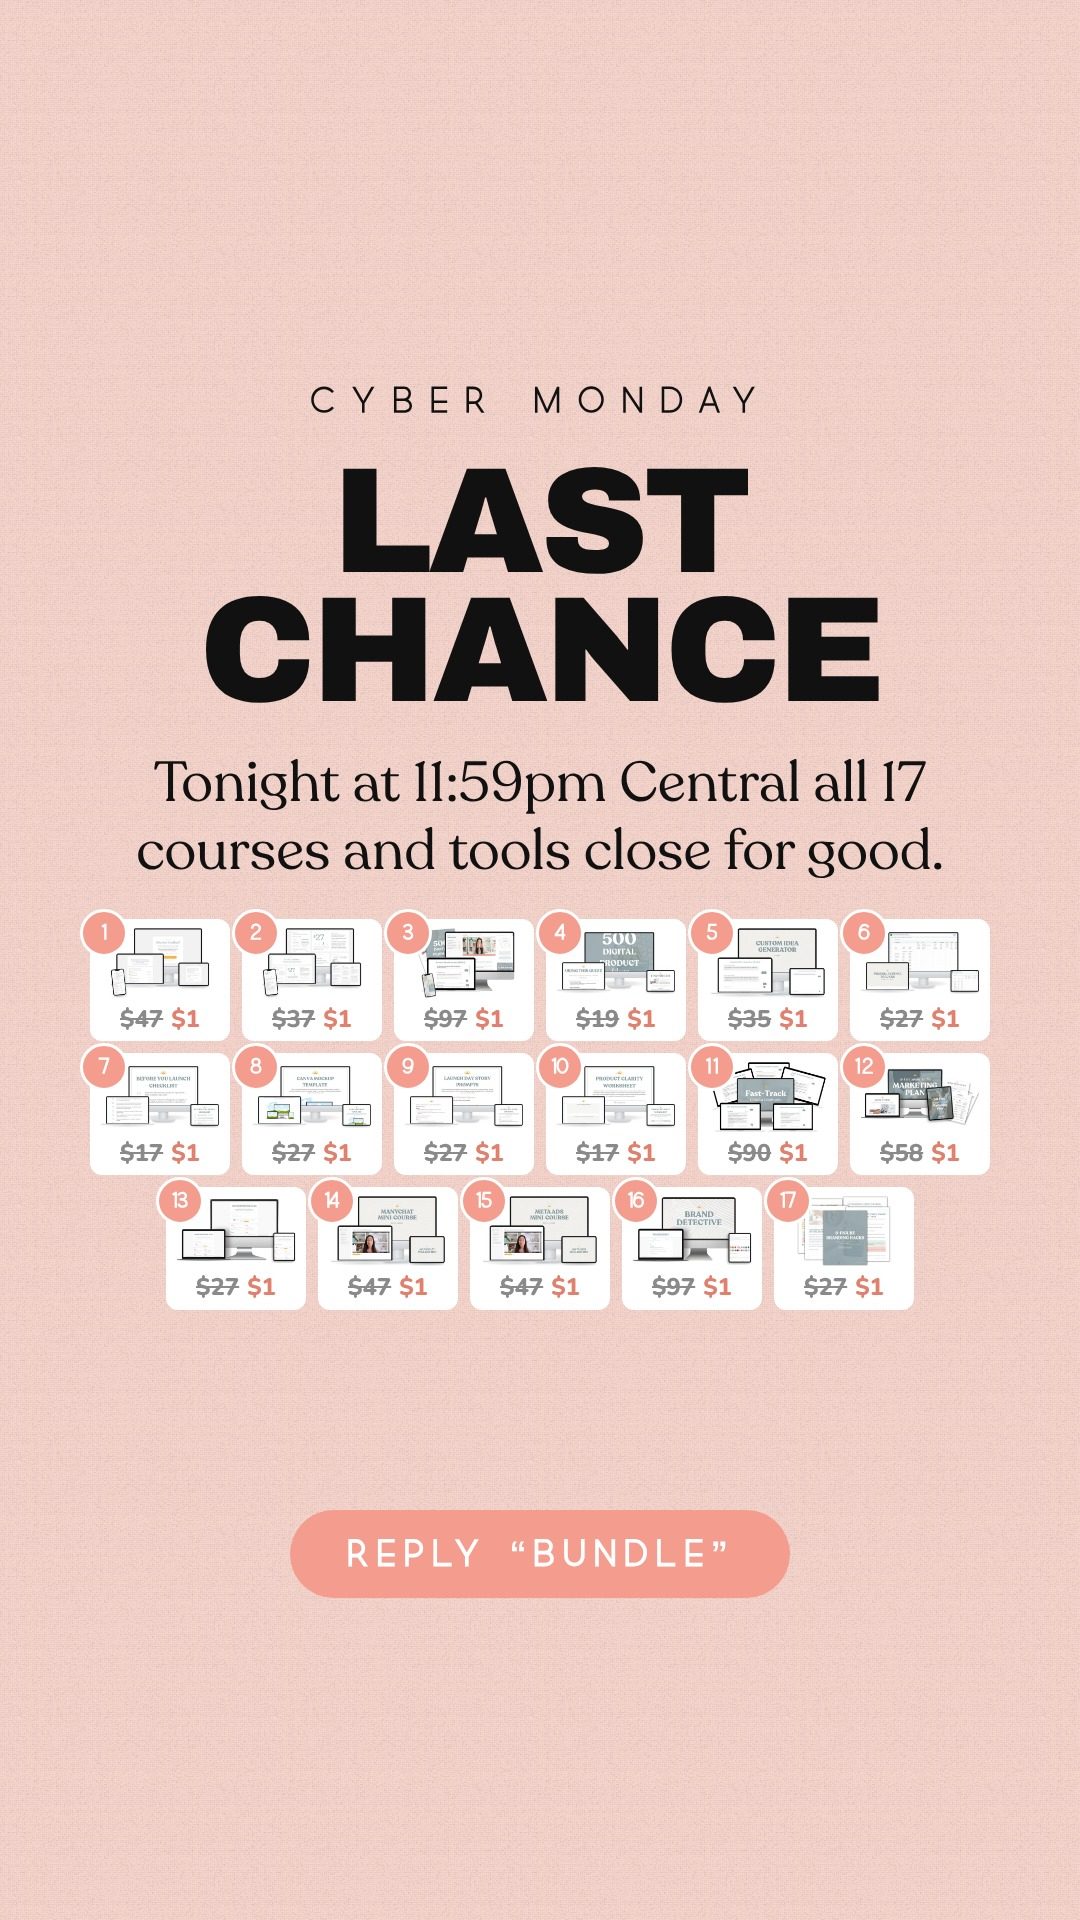 CYBER MONDAY
LAST
CHANCE
Tonight at 11:59pm Central all 17
courses and tools close for good.
1
2
3
4
5
6
500
500
DIGITAL
PRODUCT
CUSTOM IDEA
GENERATOR
$47 $1
$37 $1
$97 $1
$19 $1
$35 $1
$27 $1
7
8
9
10
11
12
BEFORE YOU LAUNCH
CHECKLIST
CANVA MOCKUP
TEMPLATE
LAUNCH DAY STORY
PROMPTS
PRODUCT CLARITY
WORKSHEET
Fast-Track
MARKETING
PLAN
$17 $1
$27 $1
$27 $1
$17 $1
$90 $1
$58 $1
13
14
15
16
17
MANYCHAT
MINI COURSE
META ADS
MINI COURSE
BRAND
DETECTIVE
BRANDING PACKS
$27 $1
$47 $1
$47 $1
$97 $1
$27 $1
REPLY “BUNDLE”